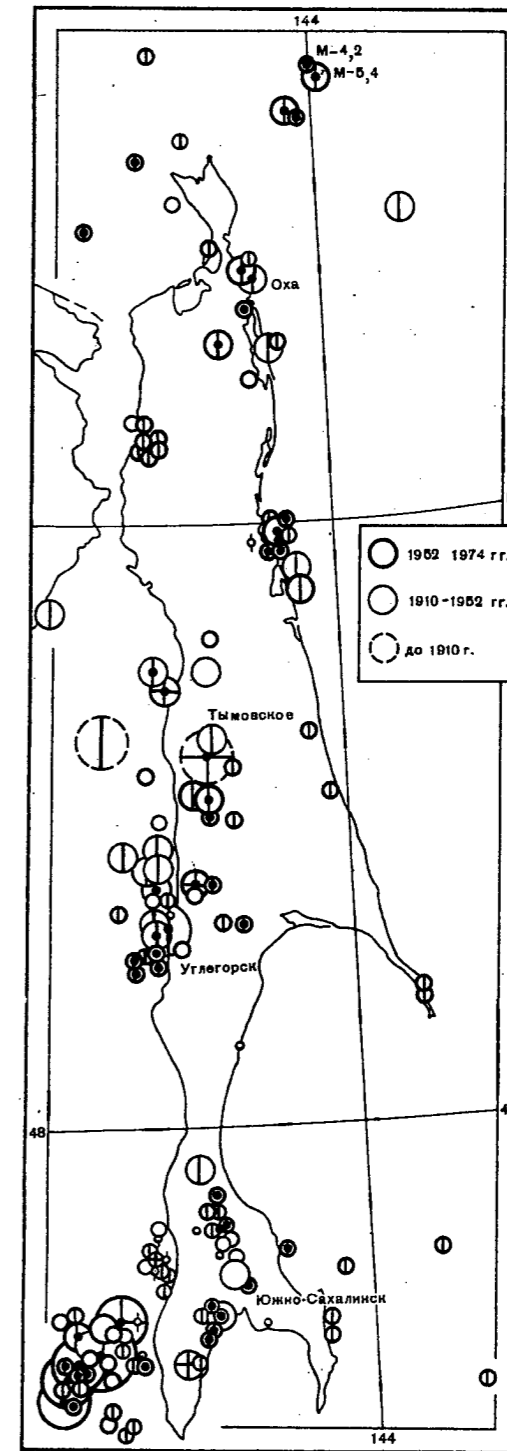 144
М-4,2
М-5,4
Оха
1952 1974 гг.
1910-1952 гг.
до 1910 г.
Тымовское
Углегорск
48
4
Южно-Сахалинск
144